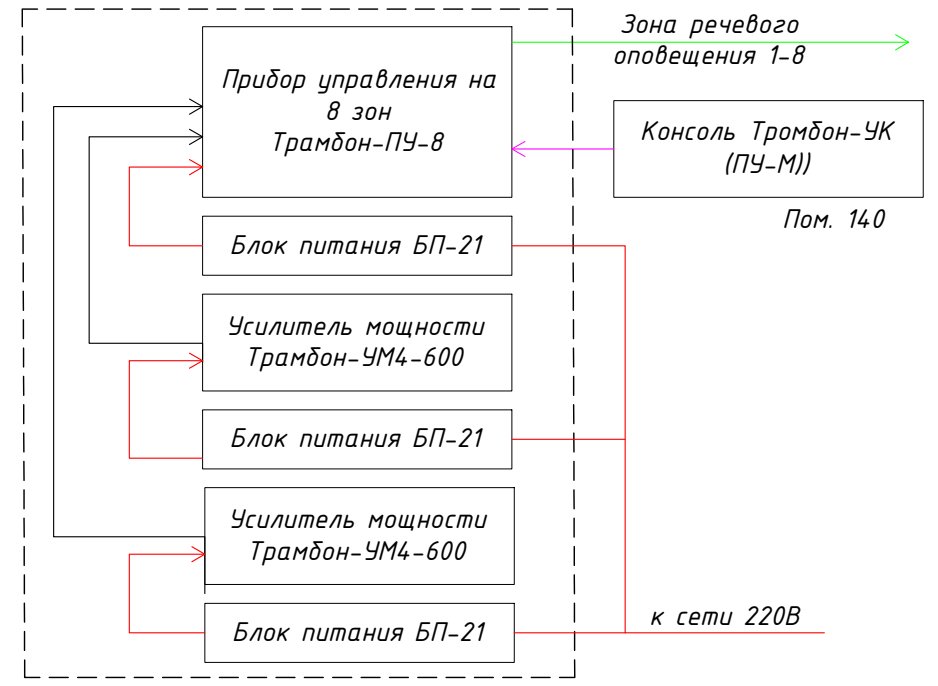 Зона речевого
оповещения 1-8
Прибор управления на
8 зон
Трамбон-ПУ-8
Консоль Тромбон-УК
(ПУ-М))
Пом. 140
Блок питания БП-21
Усилитель мощности
Трамбон-УМ4-600
Блок питания БП-21
Усилитель мощности
Трамбон-УМ4-600
Блок питания БП-21
к сети 220В